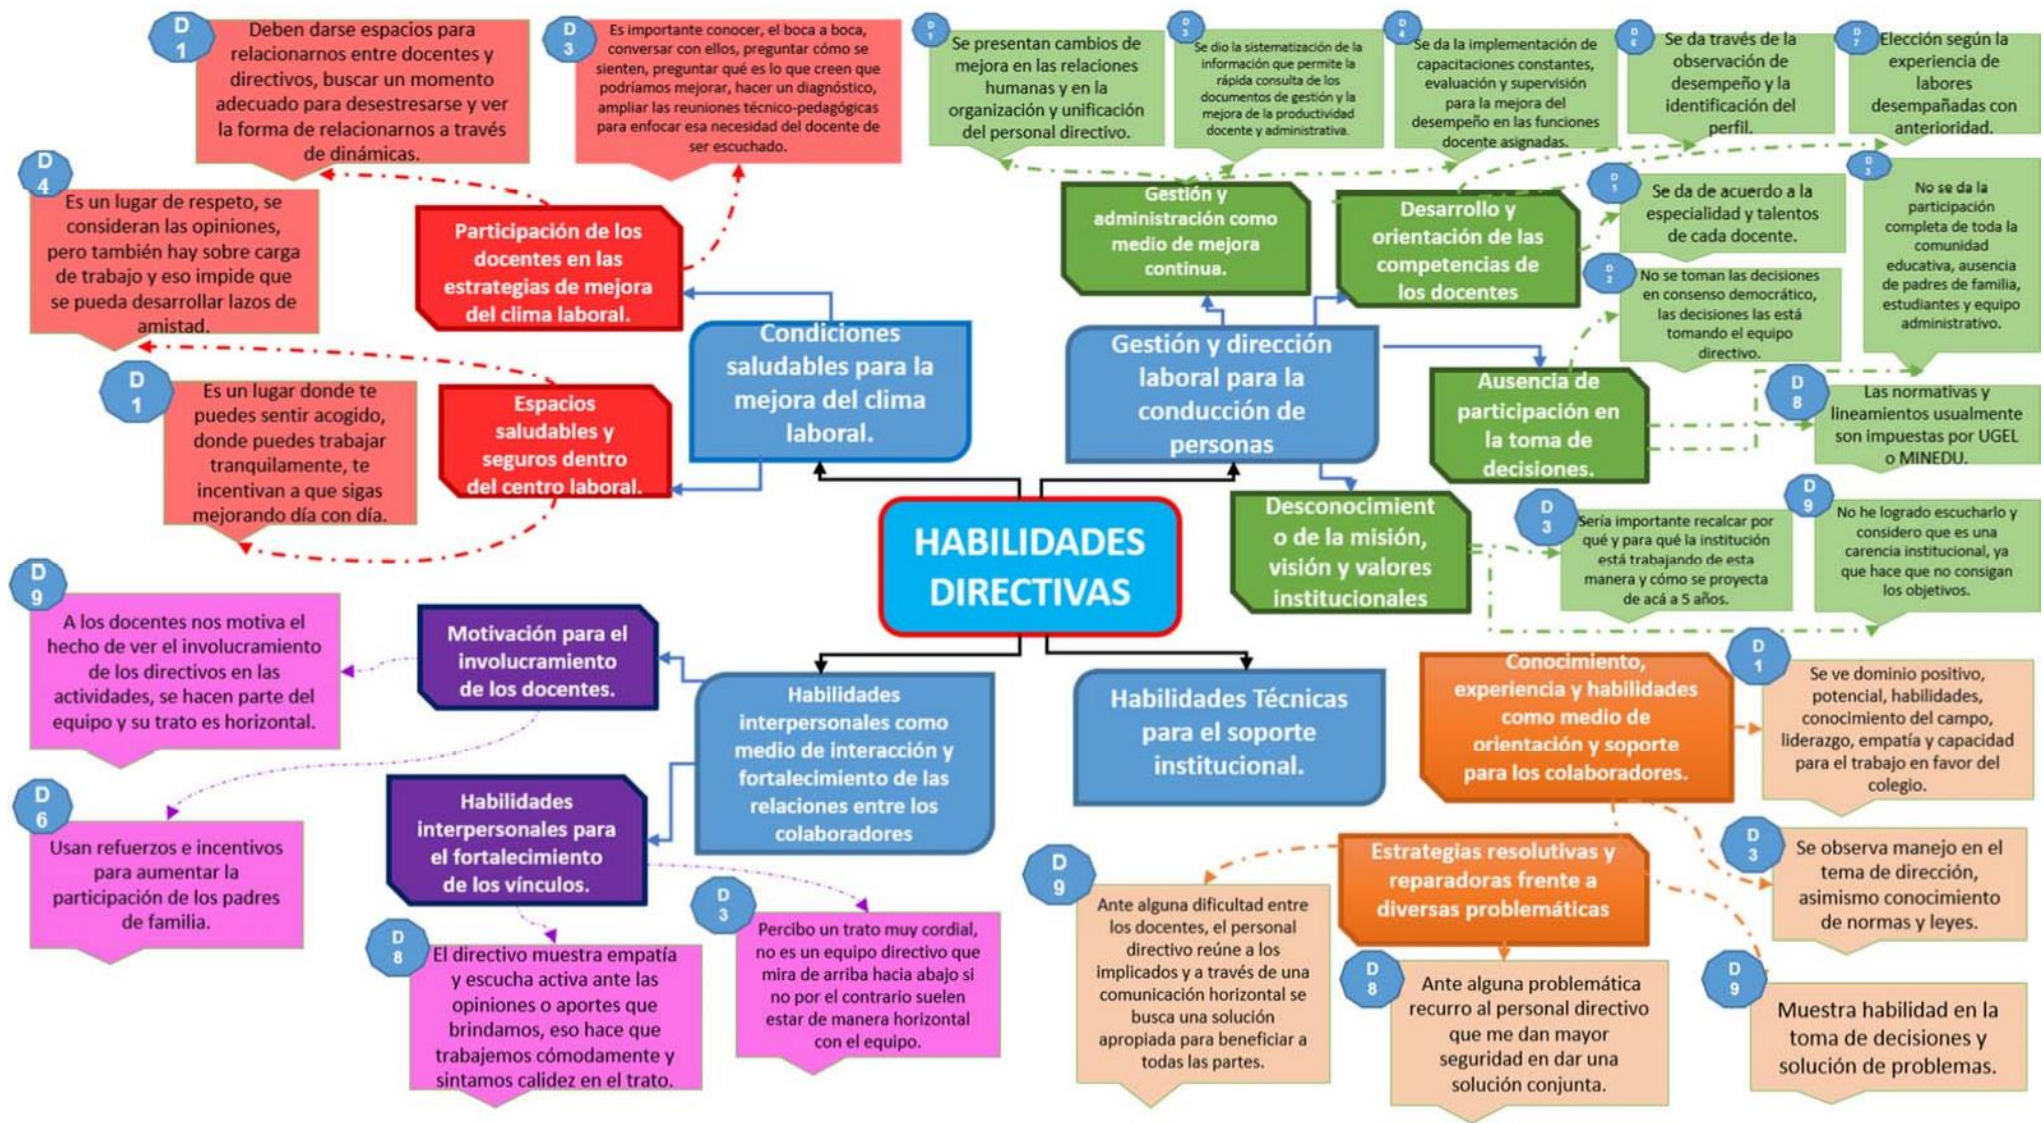 D
1
Deben darse espacios para
relacionarnos entre docentes y
directivos, buscar un momento
adecuado para desestresarse y ver
la forma de relacionarnos a través
de dinámicas.
D
3
Es importante conocer, el boca a boca,
conversar con ellos, preguntar cómo se
sienten, preguntar qué es lo que creen que
podríamos mejorar, hacer un diagnóstico,
ampliar las reuniones técnico-pedagógicas
para enfocar esa necesidad del docente de
ser escuchado.
D
1
Se presentan cambios de
mejora en las relaciones
humanas y en la
organización y unificación
del personal directivo.
D
3
Se dio la sistematización de la
información que permite la
rápida consulta de los
documentos de gestión y la
mejora de la productividad
docente y administrativa.
D
4
Se da la implementación de
capacitaciones constantes,
evaluación y supervisión
para la mejora del
desempeño en las funciones
docente asignadas.
D
6
Se da través de la
observación de
desempeño y la
identificación del
perfil.
D
7
Elección según la
experiencia de
labores
desempañadas con
anterioridad.
D
4
Es un lugar de respeto, se
consideran las opiniones,
pero también hay sobre carga
de trabajo y eso impide que
se pueda desarrollar lazos de
amistad.
Participación de los
docentes en las
estrategias de mejora
del clima laboral.
Gestión y
administración como
medio de mejora
continua.
Desarrollo y
orientación de las
competencias de
los docentes
D
1
Se da de acuerdo a la
especialidad y talentos
de cada docente.
D
3
No se da la
participación
completa de toda la
comunidad
educativa, ausencia
de padres de familia,
estudiantes y equipo
administrativo.
D
2
No se toman las decisiones
en consenso democrático,
las decisiones las está
tomando el equipo
directivo.
Condiciones
saludables para la
mejora del clima
laboral.
Gestión y dirección
laboral para la
conducción de
personas
D
1
Es un lugar donde te
puedes sentir acogido,
donde puedes trabajar
tranquilamente, te
incentivan a que sigas
mejorando día con día.
Espacios
saludables y
seguros dentro
del centro laboral.
Ausencia de
participación en
la toma de
decisiones.
D
8
Las normativas y
lineamientos usualmente
son impuestas por UGEL
o MINEDU.
HABILIDADES
DIRECTIVAS
Desconocimient
o de la misión,
visión y valores
institucionales
D
3
Sería importante recalcar por
qué y para qué la institución
está trabajando de esta
manera y cómo se proyecta
de acá a 5 años.
D
9
No he logrado escucharlo y
considero que es una
carencia institucional, ya
que hace que no consigan
los objetivos.
D
9
A los docentes nos motiva el
hecho de ver el involucramiento
de los directivos en las
actividades, se hacen parte del
equipo y su trato es horizontal.
Motivación para el
involucramiento
de los docentes.
Habilidades
interpersonales como
medio de interacción y
fortalecimiento de las
relaciones entre los
colaboradores
Habilidades Técnicas
para el soporte
institucional.
Conocimiento,
experiencia y habilidades
como medio de
orientación y soporte
para los colaboradores.
D
1
Se ve dominio positivo,
potencial, habilidades,
conocimiento del campo,
liderazgo, empatía y capacidad
para el trabajo en favor del
colegio.
D
6
Usan refuerzos e incentivos
para aumentar la
participación de los padres
de familia.
Habilidades
interpersonales para
el fortalecimiento
de los vínculos.
D
8
El directivo muestra empatía
y escucha activa ante las
opiniones o aportes que
brindamos, eso hace que
trabajemos cómodamente y
sintamos calidez en el trato.
D
3
Percibo un trato muy cordial,
no es un equipo directivo que
mira de arriba hacia abajo si
no por el contrario suelen
estar de manera horizontal
con el equipo.
D
9
Ante alguna dificultad entre
los docentes, el personal
directivo reúne a los
implicados y a través de una
comunicación horizontal se
busca una solución
apropiada para beneficiar a
todas las partes.
Estrategias resolutivas y
reparadoras frente a
diversas problemáticas
D
3
Se observa manejo en el
tema de dirección,
asimismo conocimiento
de normas y leyes.
D
8
Ante alguna problemática
recurro al personal directivo
que me dan mayor
seguridad en dar una
solución conjunta.
D
9
Muestra habilidad en la
toma de decisiones y
solución de problemas.